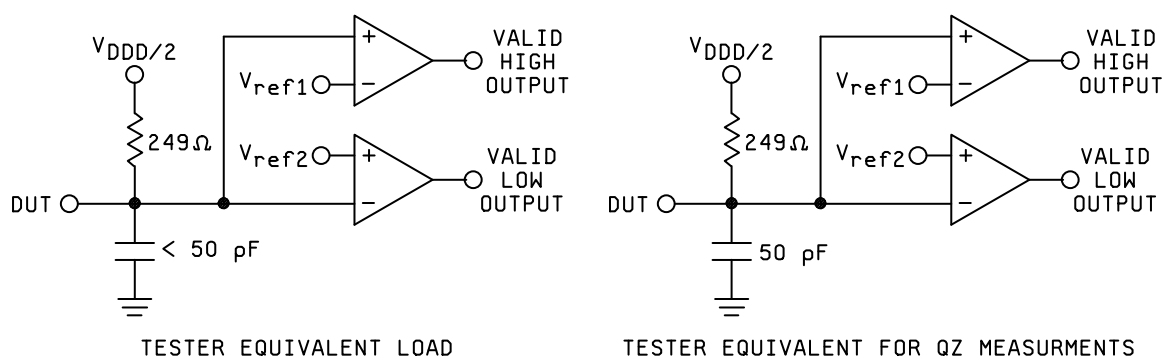 VDDD/2
249Ω
DUT
< 50 pF
Vref1
Vref2
+
−
+
−
VALID
HIGH
OUTPUT
VALID
LOW
OUTPUT
TESTER EQUIVALENT LOAD
VDDD/2
249Ω
DUT
50 pF
Vref1
Vref2
+
−
+
−
VALID
HIGH
OUTPUT
VALID
LOW
OUTPUT
TESTER EQUIVALENT FOR QZ MEASURMENTS